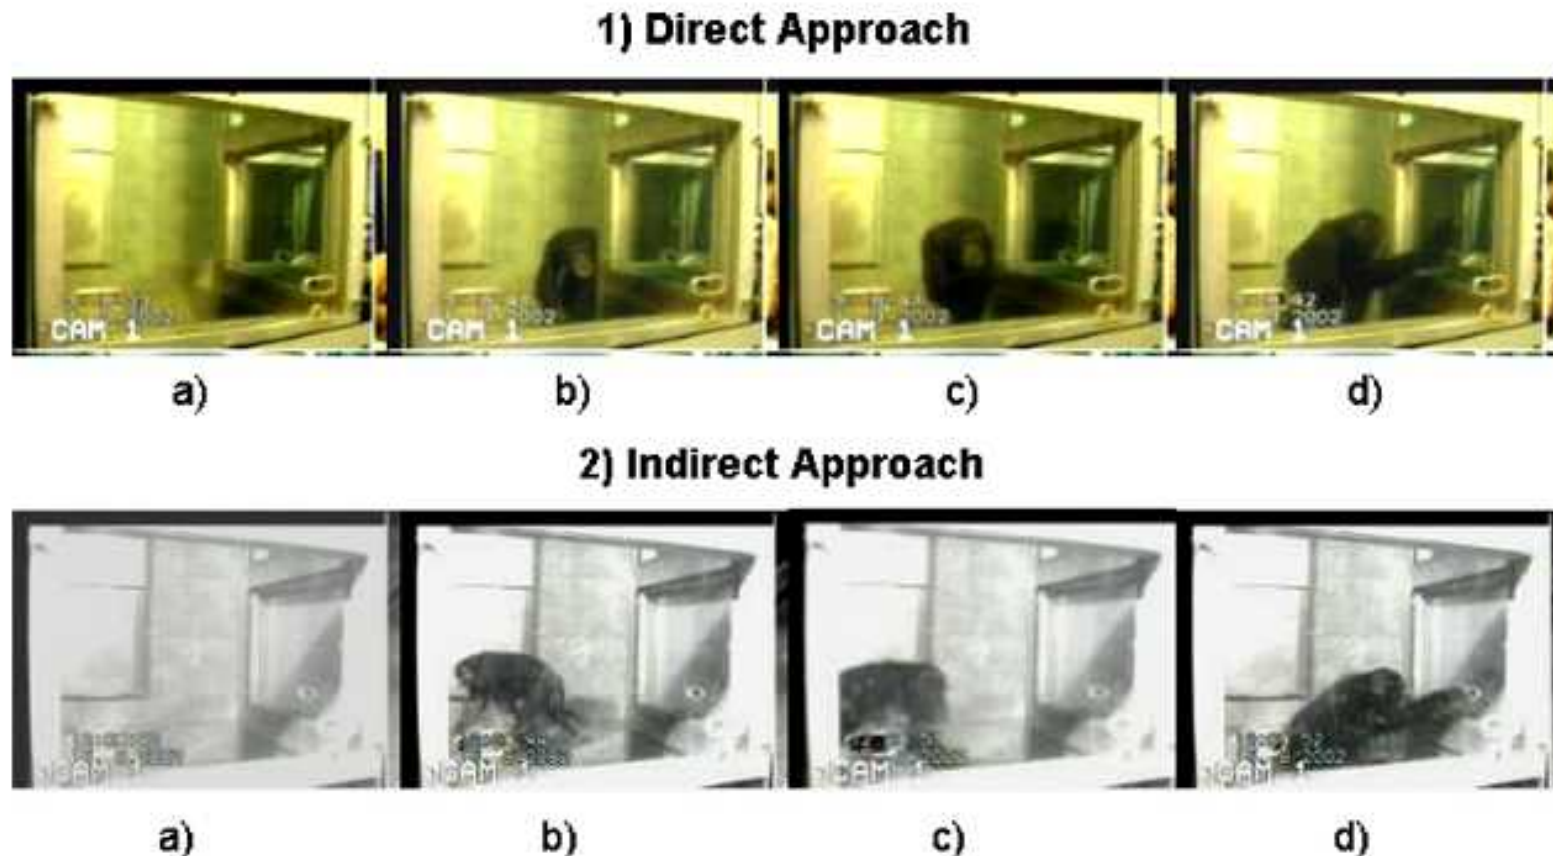 1) Direct Approach
CAM 1
CAM 1
CAM 1
CAM 1
a)
b)
c)
d)
2) Indirect Approach
CAM 1
CAM 1
a)
b)
c)
d)